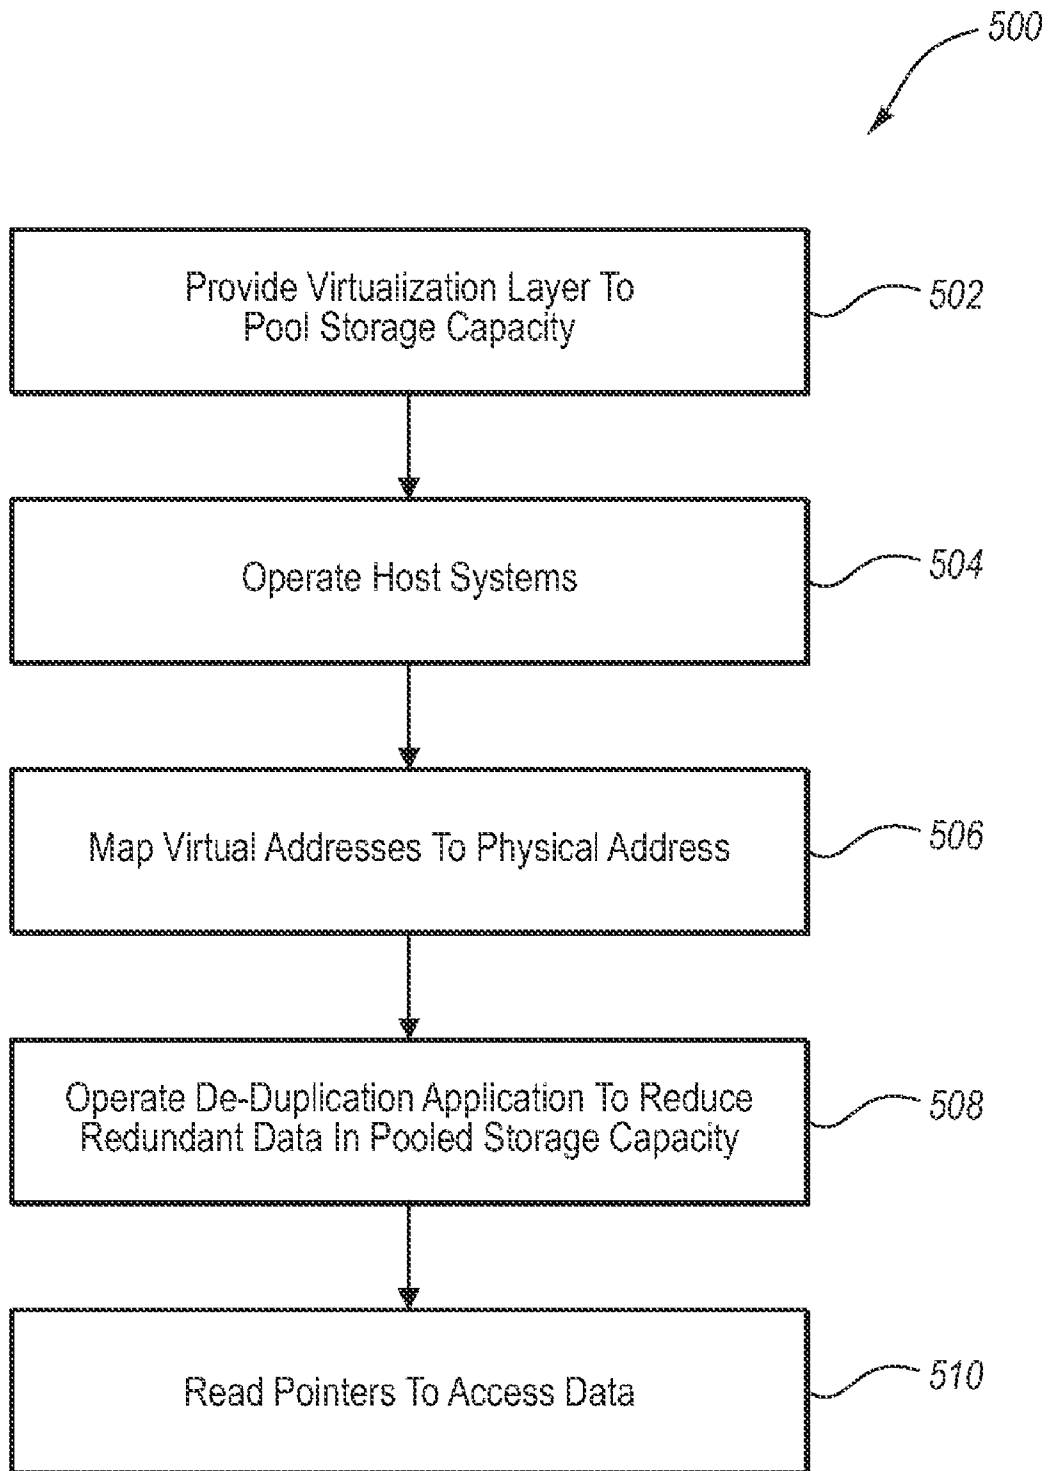 500
Provide Virtualization Layer To
Pool Storage Capacity
502
Operate Host Systems
504
Map Virtual Addresses To Physical Address
506
Operate De-Duplication Application To Reduce
Redundant Data In Pooled Storage Capacity
508
Read Pointers To Access Data
510